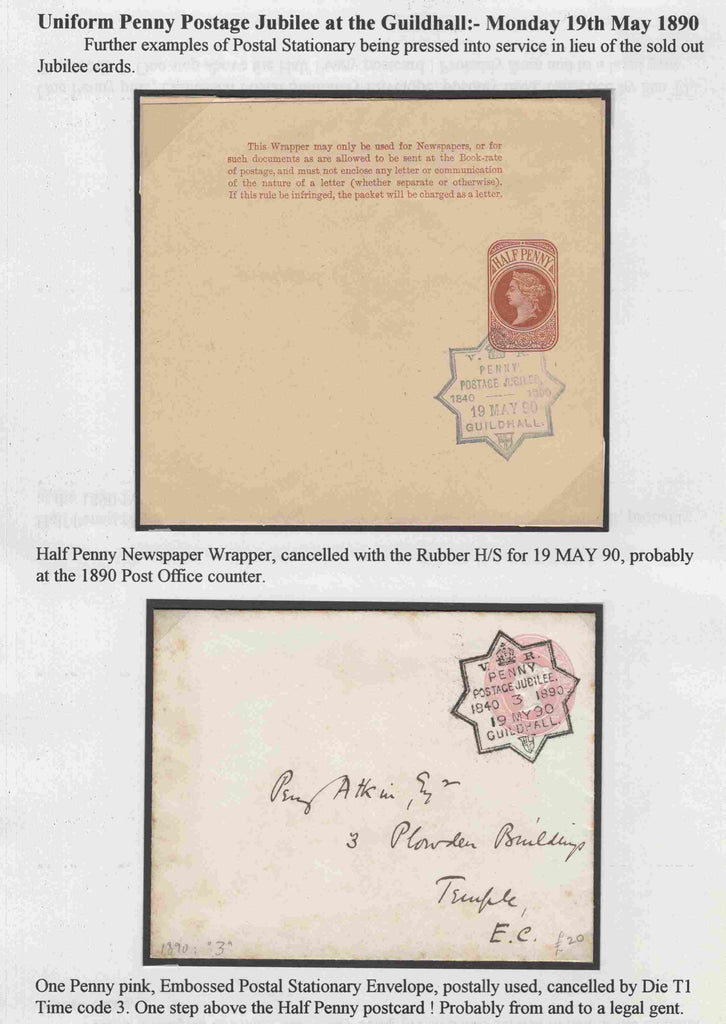 Uniform Penny Postage Jubilee at the Guildhall:- Monday 19th May 1890
Further examples of Postal Stationary being pressed into service in lieu of the sold out
Jubilee cards.
This Wrapper may only be used for Newspapers, or for
such documents as are allowed to be sent at the Book-rate
of postage, and must not enclose any letter or communication
of the nature of a letter (whether separate or otherwise).
If this rule be infringed, the packet will be charged as a letter.
HALF PENNY
V. R.
PENNY
POSTAGE JUBILEE.
1840 1890
19 MAY 90
GUILDHALL.
Half Penny Newspaper Wrapper, cancelled with the Rubber H/S for 19 MAY 90, probably
at the 1890 Post Office counter.
V. R.
PENNY
POSTAGE JUBILEE.
1840 3 1890
19 MY 90
GUILDHALL.
Atkin, Esq
3 Plowden Buildings
Temple,
E.C.
1890: "3"
£20
One Penny pink, Embossed Postal Stationary Envelope, postally used, cancelled by Die T1
Time code 3. One step above the Half Penny postcard ! Probably from and to a legal gent.